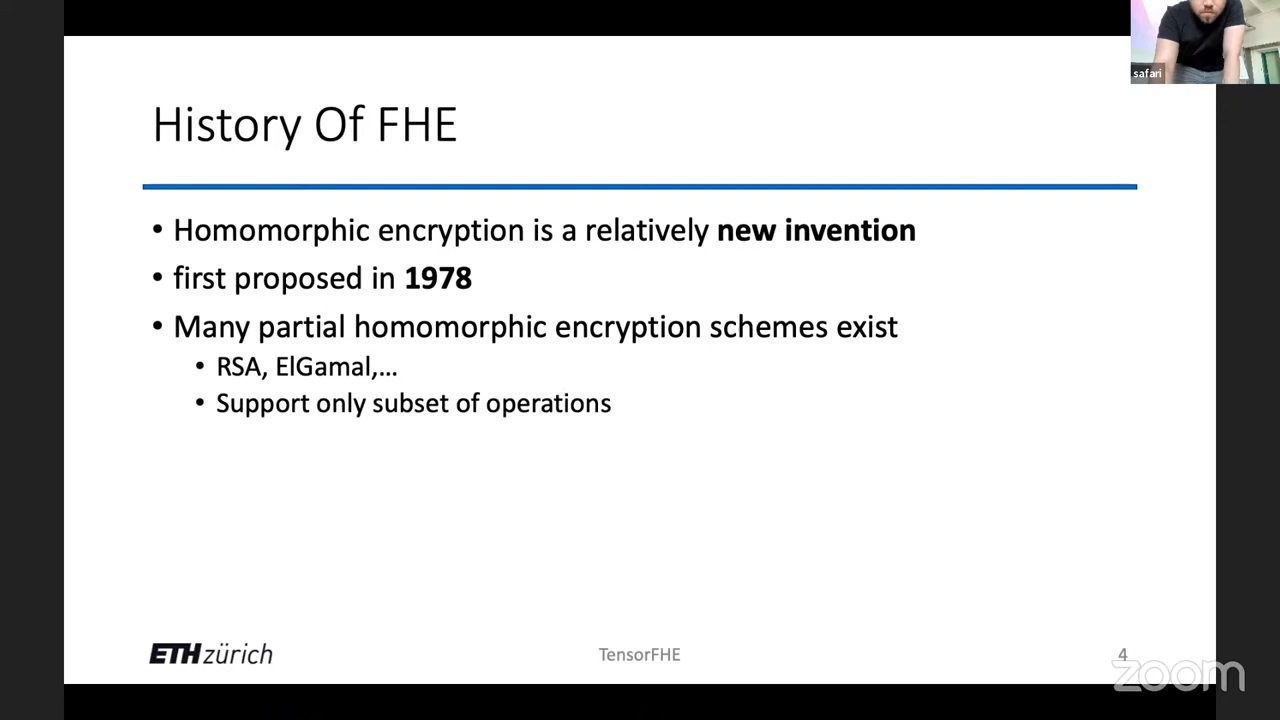 safari
History Of FHE
• Homomorphic encryption is a relatively new invention
• first proposed in 1978
• Many partial homomorphic encryption schemes exist
• RSA, ElGamal,...
• Support only subset of operations
ETH zürich
TensorFHE
4
zoom